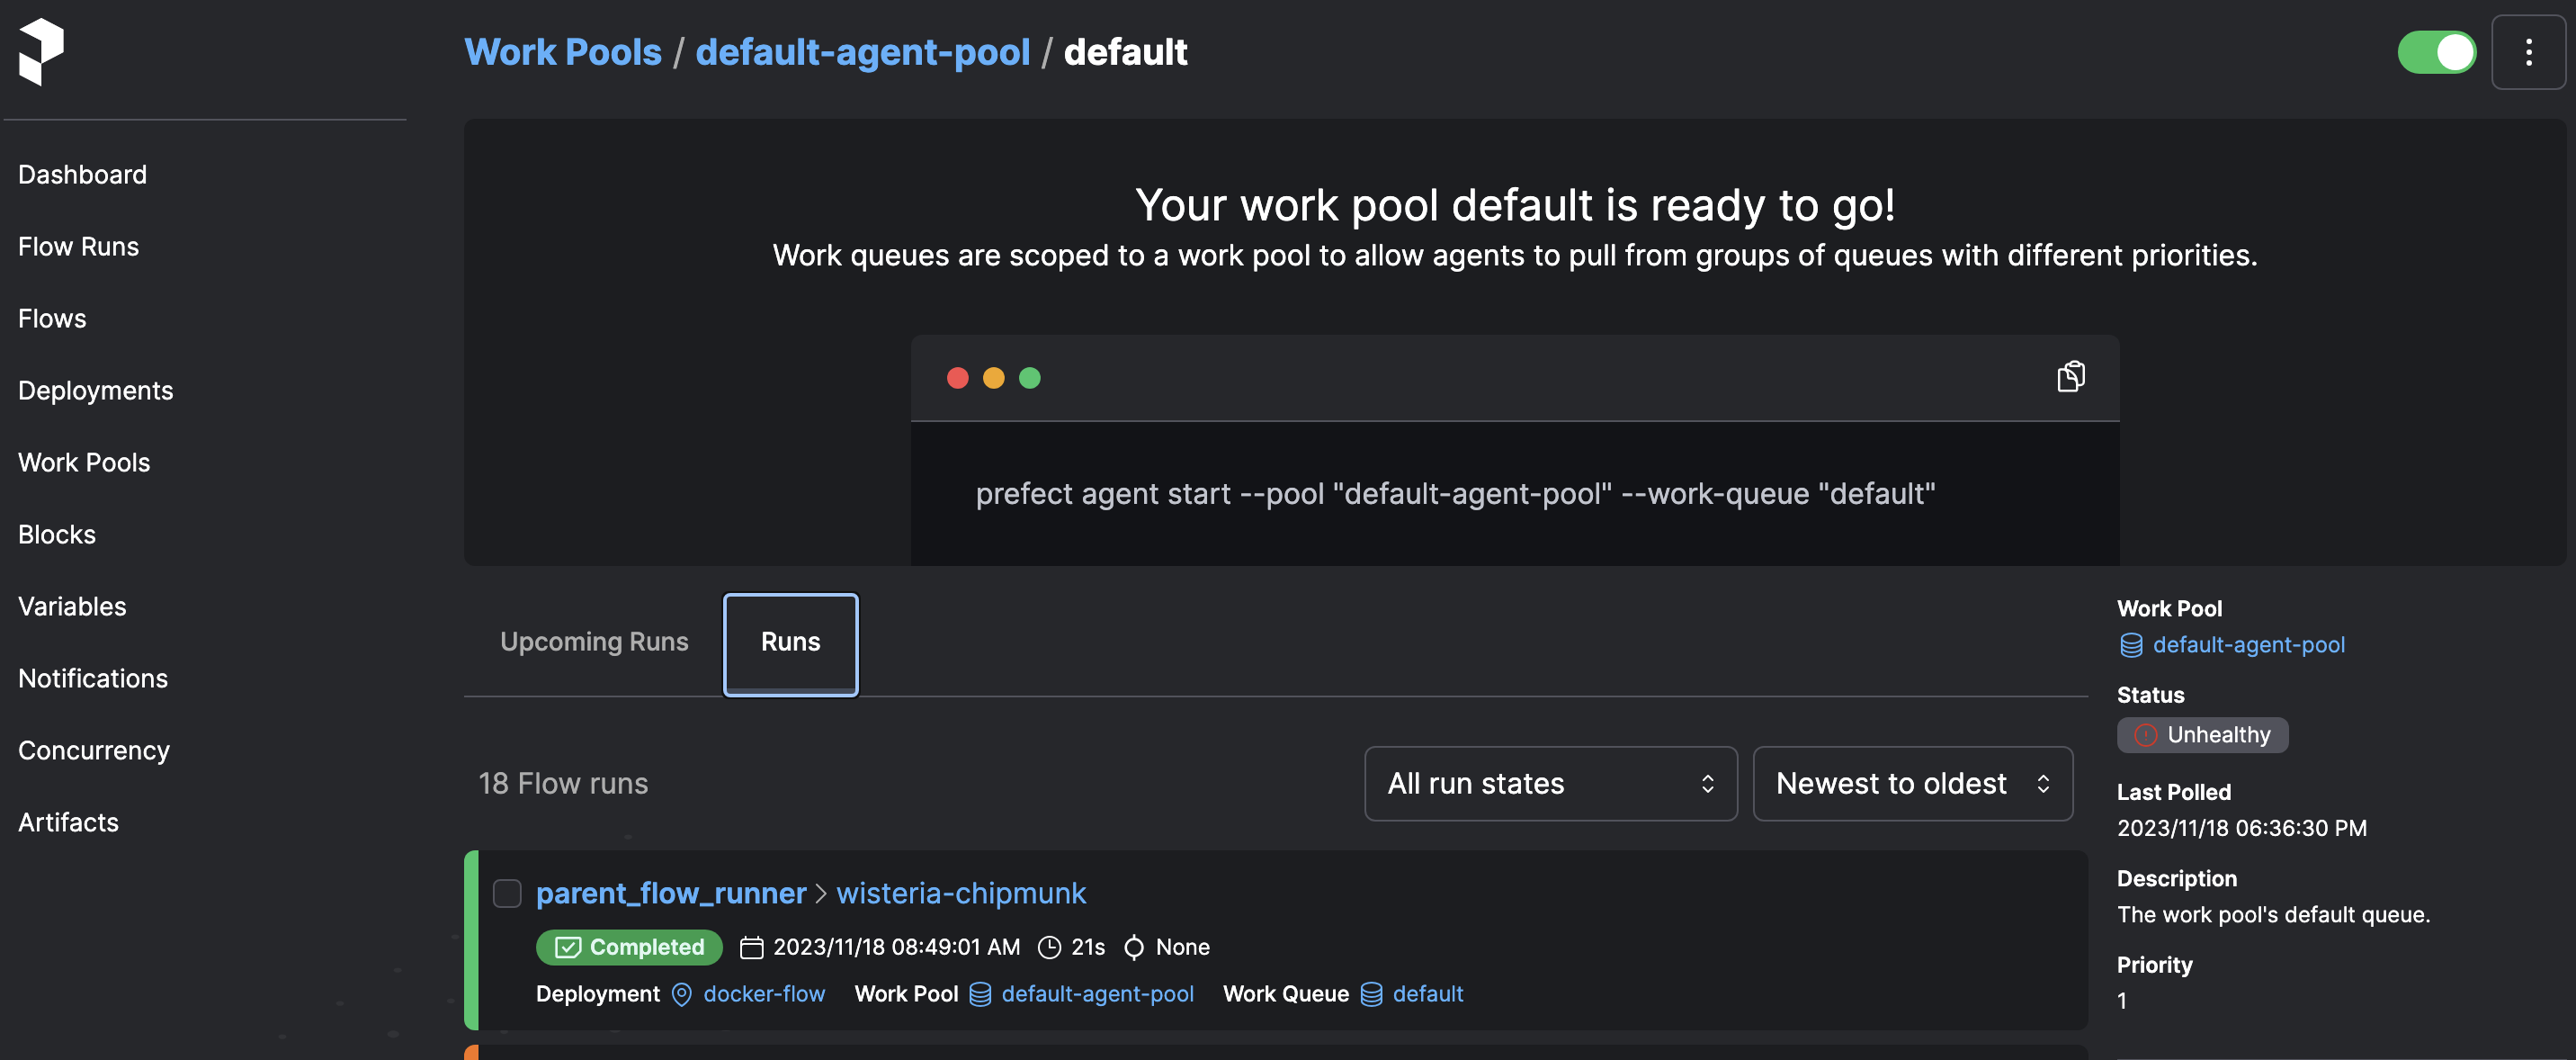 Work Pools / default-agent-pool / default
Dashboard
Flow Runs
Flows
Deployments
Work Pools
Blocks
Variables
Notifications
Concurrency
Artifacts
Your work pool default is ready to go!
Work queues are scoped to a work pool to allow agents to pull from groups of queues with different priorities.
prefect agent start --pool "default-agent-pool" --work-queue "default"
Upcoming Runs
Runs
18 Flow runs
All run states
Newest to oldest
parent_flow_runner > wisteria-chipmunk
Completed 2023/11/18 08:49:01 AM 21s None
Deployment docker-flow Work Pool default-agent-pool Work Queue default
Work Pool
default-agent-pool
Status
Unhealthy
Last Polled
2023/11/18 06:36:30 PM
Description
The work pool's default queue.
Priority
1